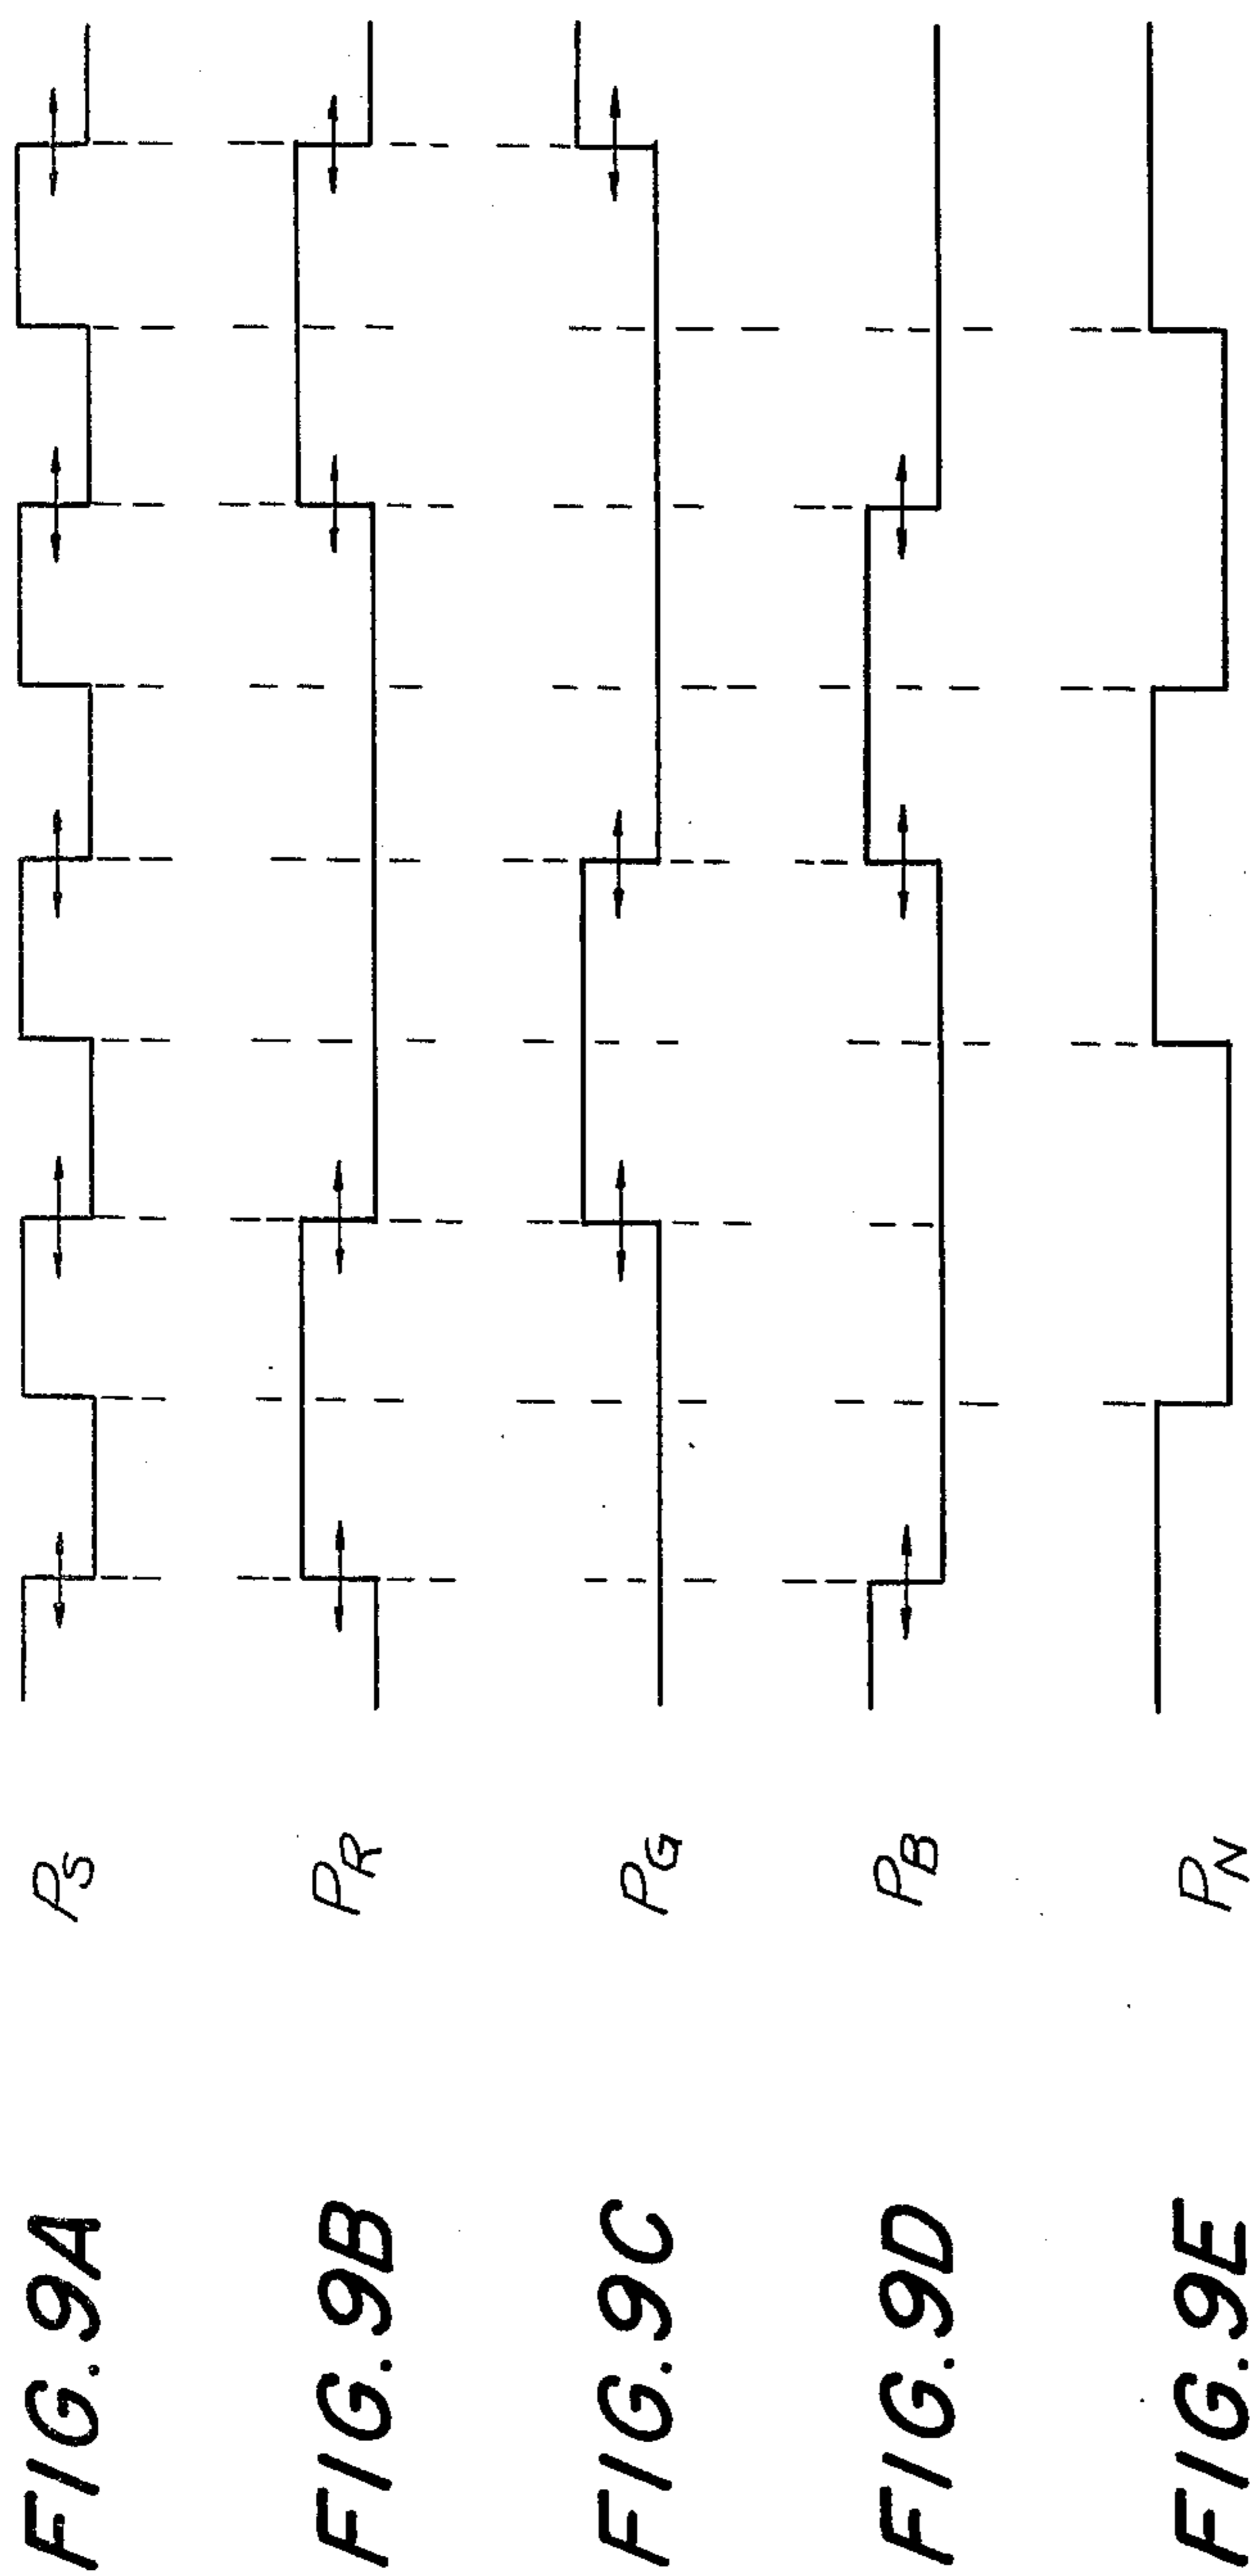 FIG. 9A P_S
FIG. 9B P_R
FIG. 9C P_G
FIG. 9D P_B
FIG. 9E P_N